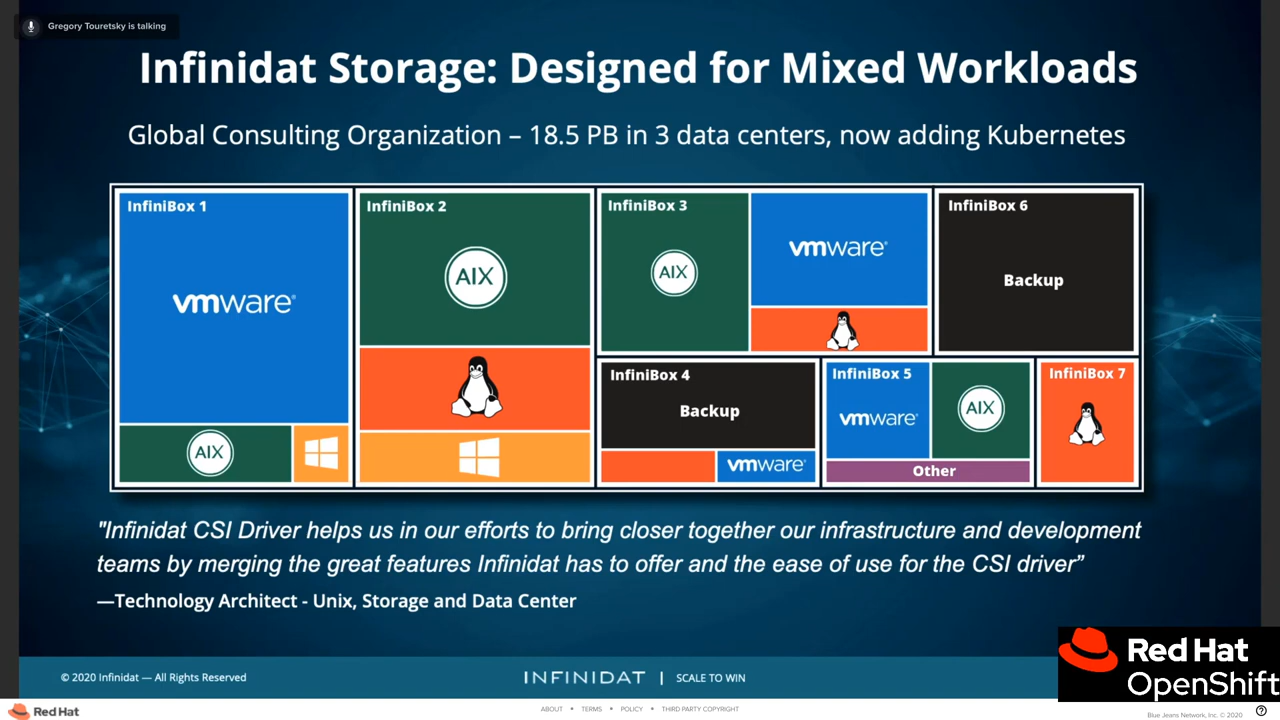 Gregory Touretsky is talking
Infinidat Storage: Designed for Mixed Workloads
Global Consulting Organization – 18.5 PB in 3 data centers, now adding Kubernetes
InfiniBox 1
vmware®
AIX
InfiniBox 2
AIX
InfiniBox 3
AIX
vmware®
InfiniBox 6
Backup
InfiniBox 4
Backup
vmware®
InfiniBox 5
vmware®
AIX
Other
InfiniBox 7
"Infinidat CSI Driver helps us in our efforts to bring closer together our infrastructure and development
teams by merging the great features Infinidat has to offer and the ease of use for the CSI driver”
—Technology Architect - Unix, Storage and Data Center
© 2020 Infinidat — All Rights Reserved
INFINIDAT | SCALE TO WIN
Red Hat
OpenShift
Red Hat
ABOUT • TERMS • POLICY • THIRD PARTY COPYRIGHT
Blue Jeans Network, Inc. © 2020
?